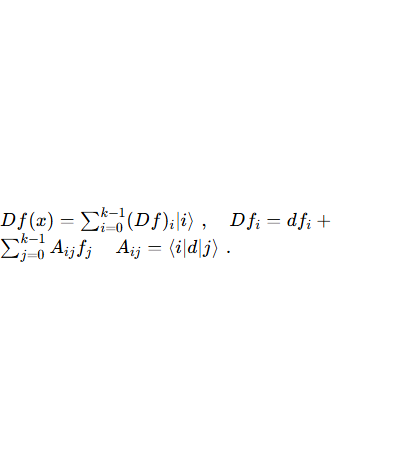 Df(x) = ∑_{i=0}^{k−1}(Df)_i|i⟩ ,  Df_i = df_i +
∑_{j=0}^{k−1} A_{ij}f_j  A_{ij} = ⟨i|d|j⟩ .